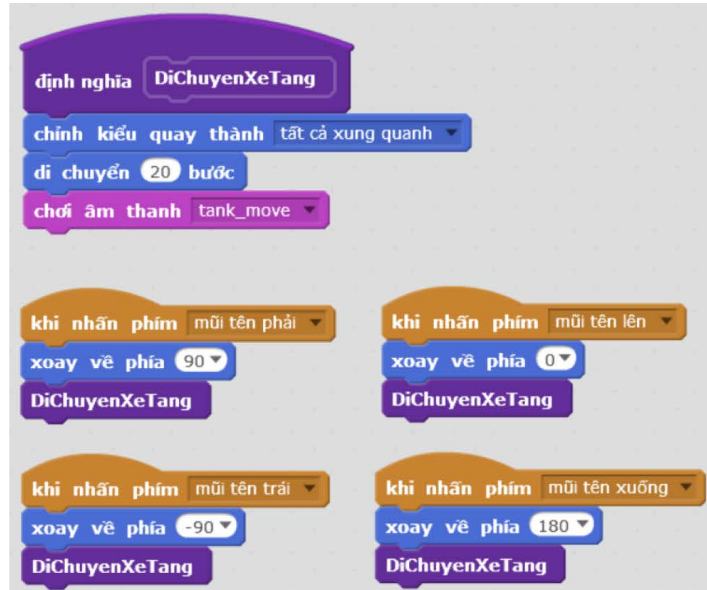 định nghĩa DiChuyenXeTang
chỉnh kiểu quay thành tất cả xung quanh
di chuyển 20 bước
chơi âm thanh tank_move
khi nhấn phím mũi tên phải
xoay về phía 90
DiChuyenXeTang
khi nhấn phím mũi tên lên
xoay về phía 0
DiChuyenXeTang
khi nhấn phím mũi tên trái
xoay về phía -90
DiChuyenXeTang
khi nhấn phím mũi tên xuống
xoay về phía 180
DiChuyenXeTang